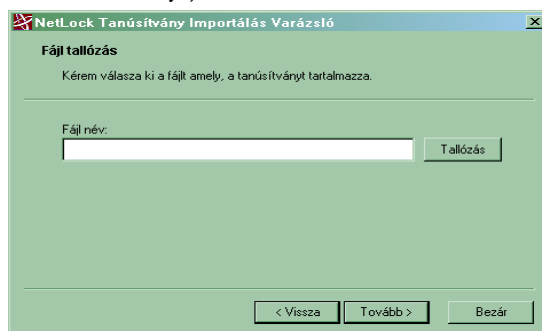 NetLock Tanúsítvány Importálás Varázsló
Fájl tallózás
Kérem válasza ki a fájlt amely, a tanúsítványt tartalmazza.
Fájl név:
Tallózás
< Vissza
Tovább >
Bezár